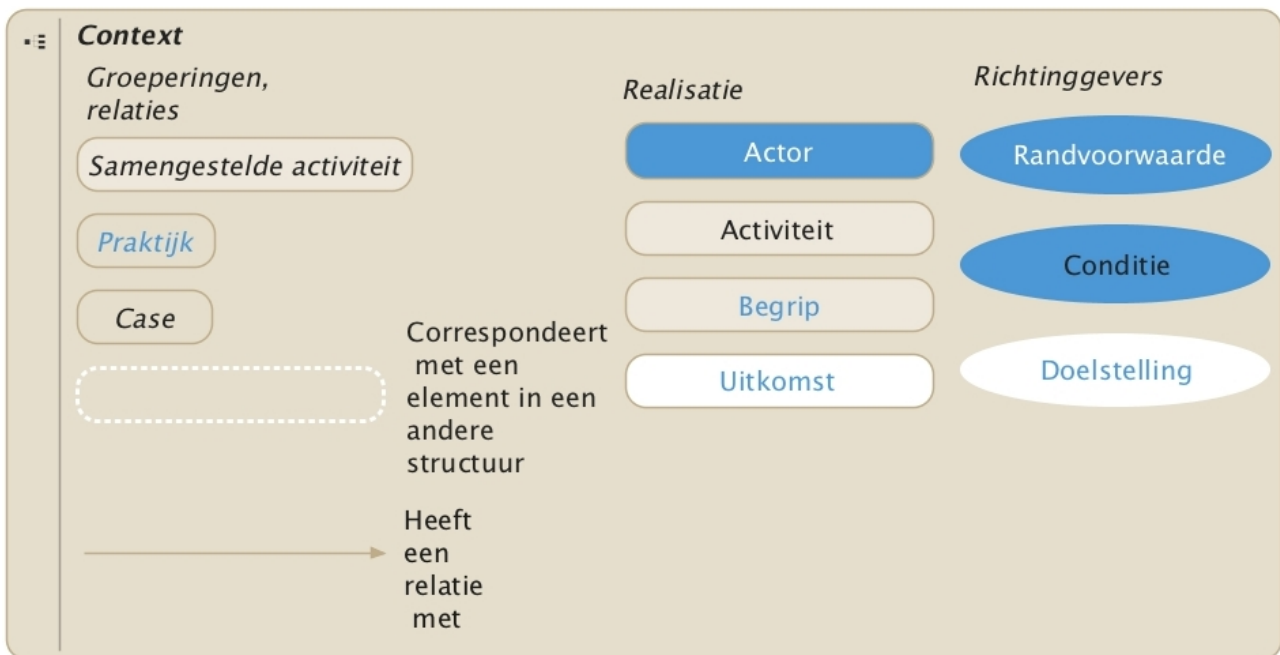 Context
Groeperingen,
relaties
Samengestelde activiteit
Praktijk
Case
Correspondeert
met een
element in een
andere
structuur
Heeft
een
relatie
met
Realisatie
Actor
Activiteit
Begrip
Uitkomst
Richtinggevers
Randvoorwaarde
Conditie
Doelstelling